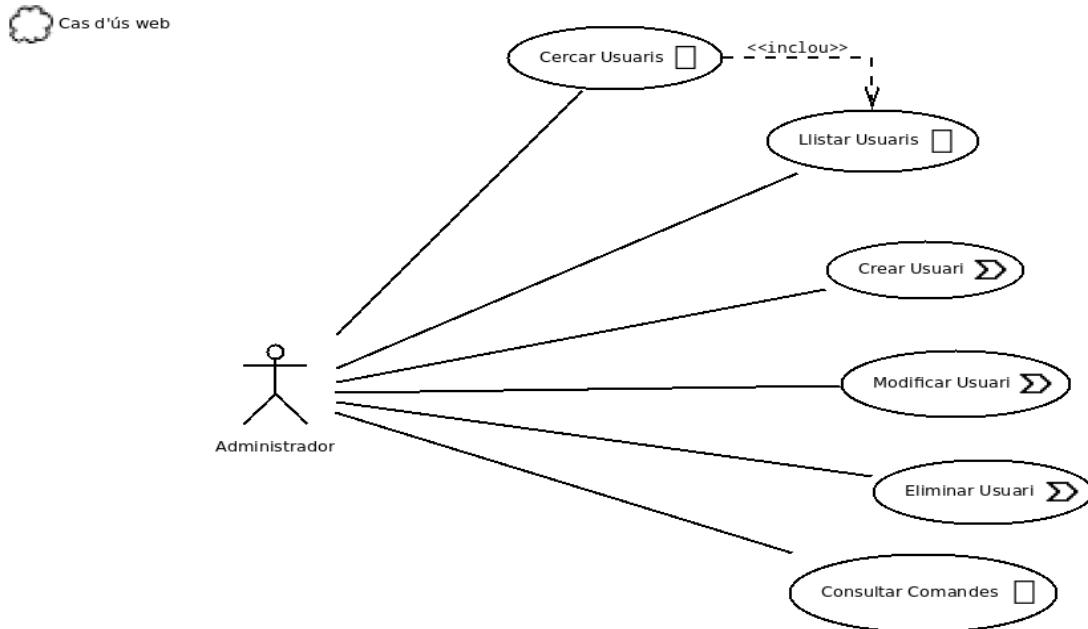 Cas d'ús web
Cercar Usuaris
<<inclou>>
Llistar Usuaris
Crear Usuari
Modificar Usuari
Administrador
Eliminar Usuari
Consultar Comandes